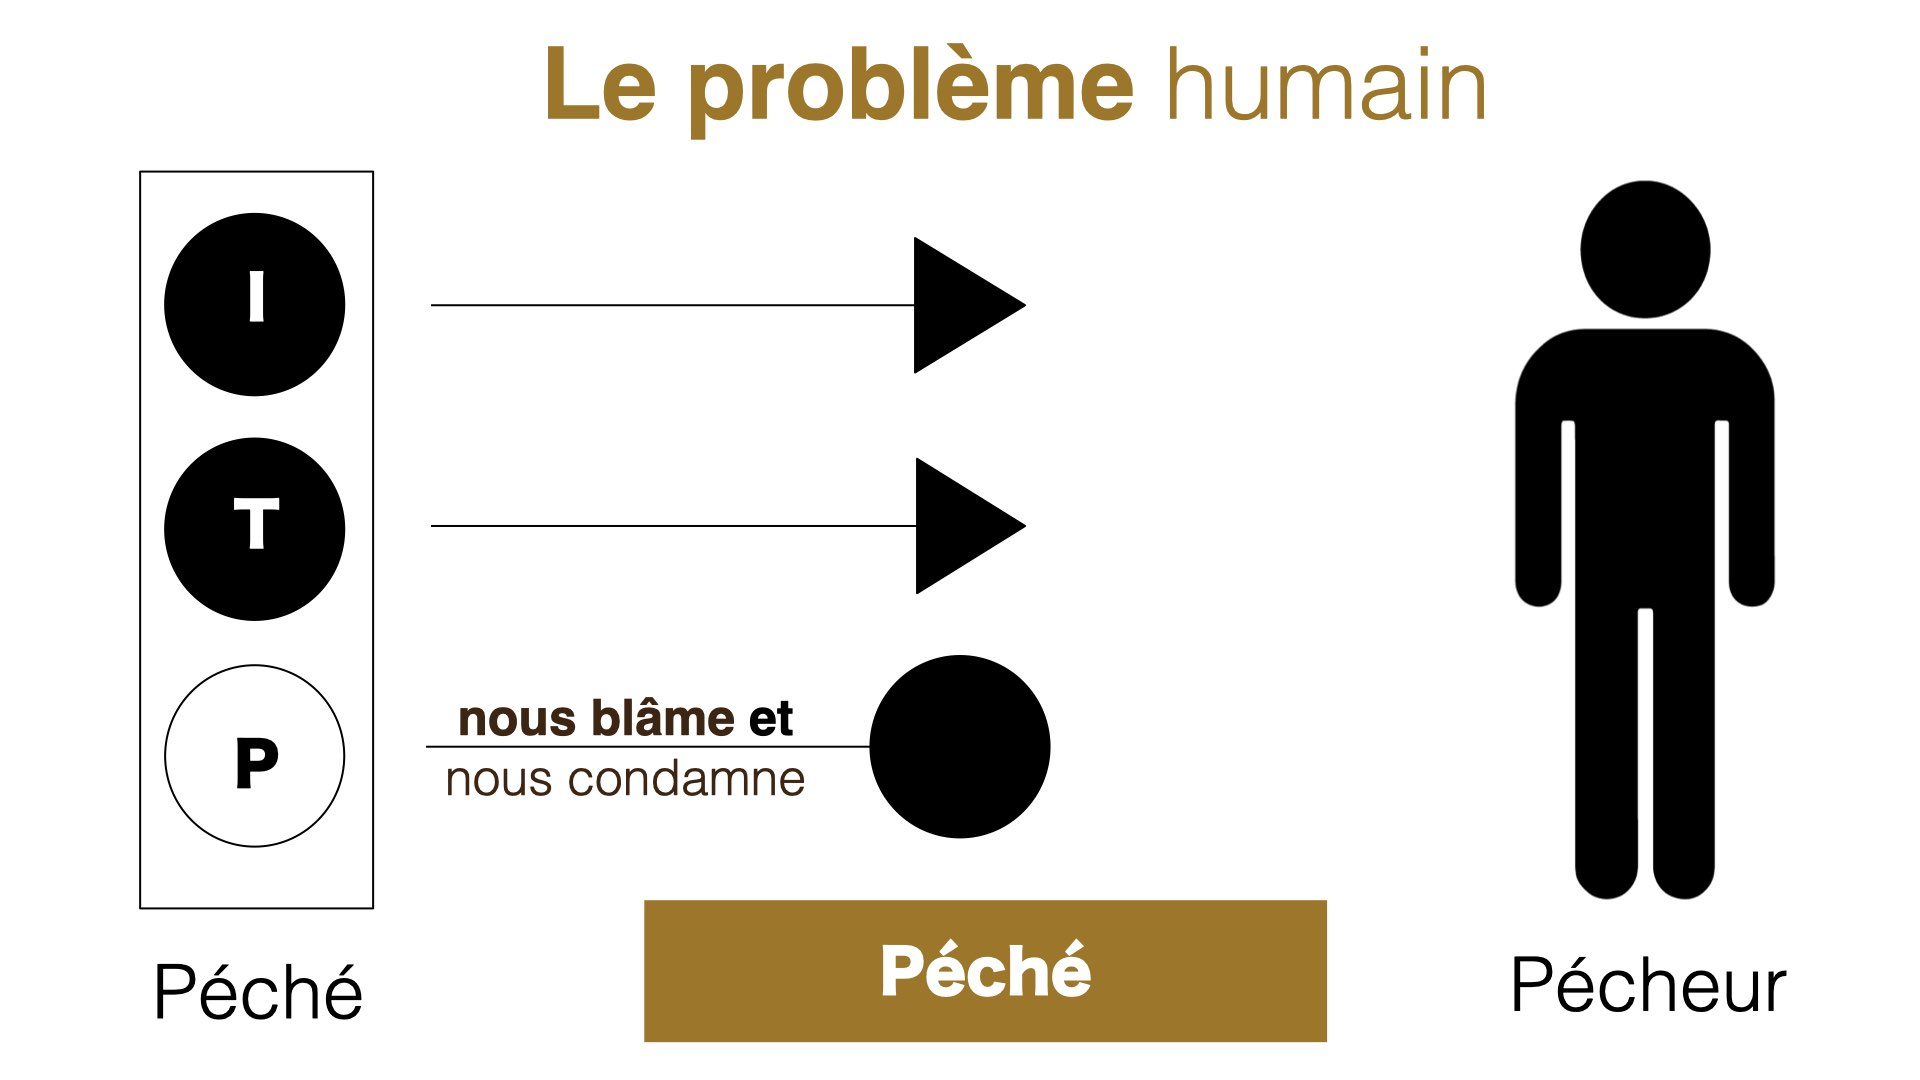 Le problème humain
I
T
P
nous blâme et
nous condamne
Péché
Péché
Pécheur